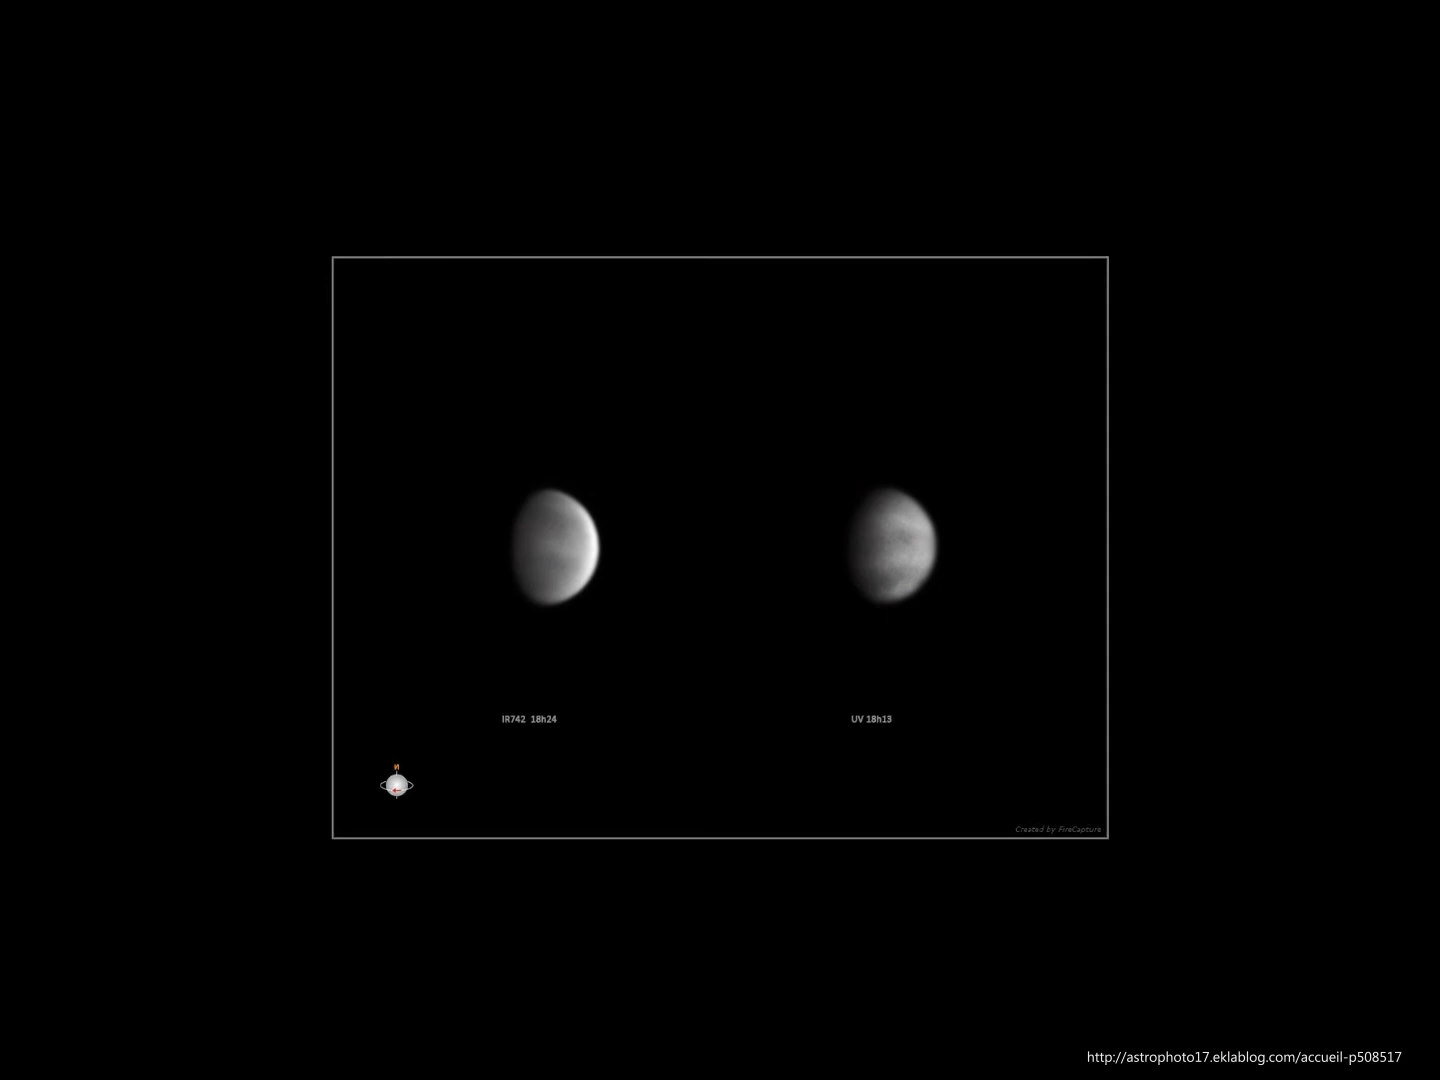 IR742 18h24
UV 18h13
N
Created by FireCapture
http://astrophoto17.eklablog.com/accueil-p508517